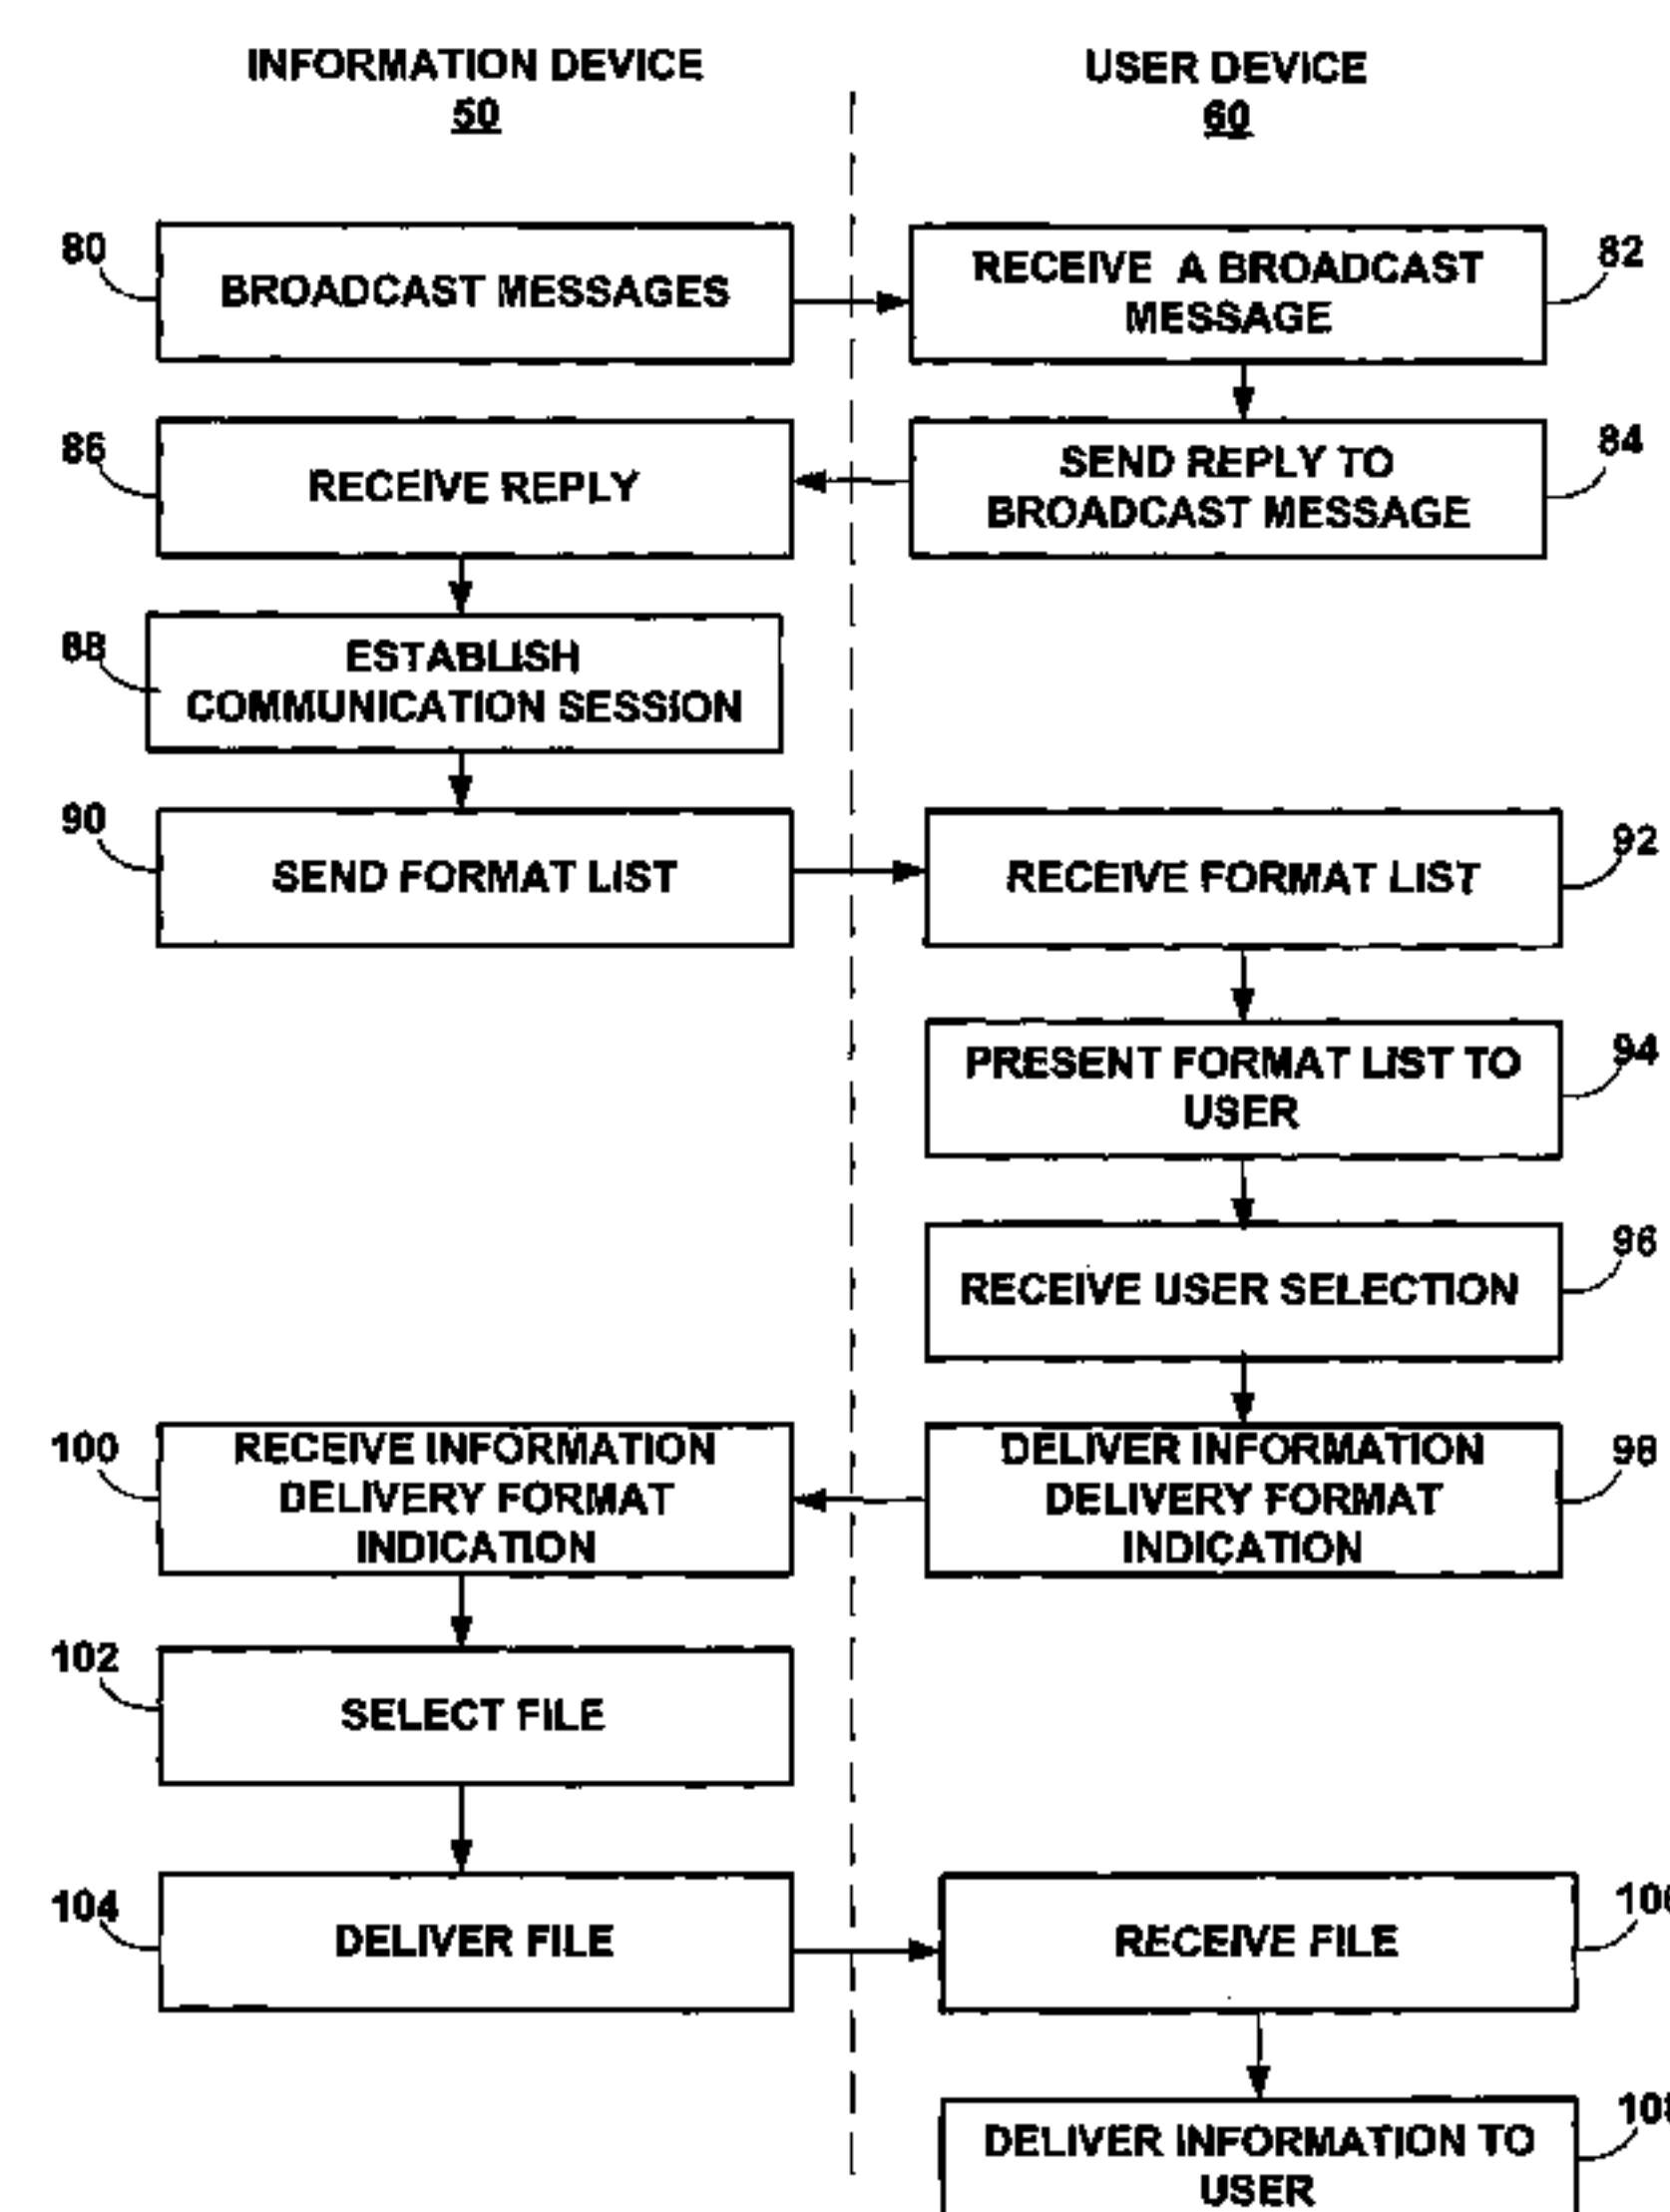 INFORMATION DEVICE
50
USER DEVICE
60
80
BROADCAST MESSAGES
RECEIVE A BROADCAST
MESSAGE
82
86
RECEIVE REPLY
SEND REPLY TO
BROADCAST MESSAGE
84
88
ESTABLISH
COMMUNICATION SESSION
90
SEND FORMAT LIST
RECEIVE FORMAT LIST
92
PRESENT FORMAT LIST TO
USER
94
RECEIVE USER SELECTION
96
100
RECEIVE INFORMATION
DELIVERY FORMAT
INDICATION
DELIVER INFORMATION
DELIVERY FORMAT
INDICATION
98
102
SELECT FILE
104
DELIVER FILE
RECEIVE FILE
106
DELIVER INFORMATION TO
USER
108